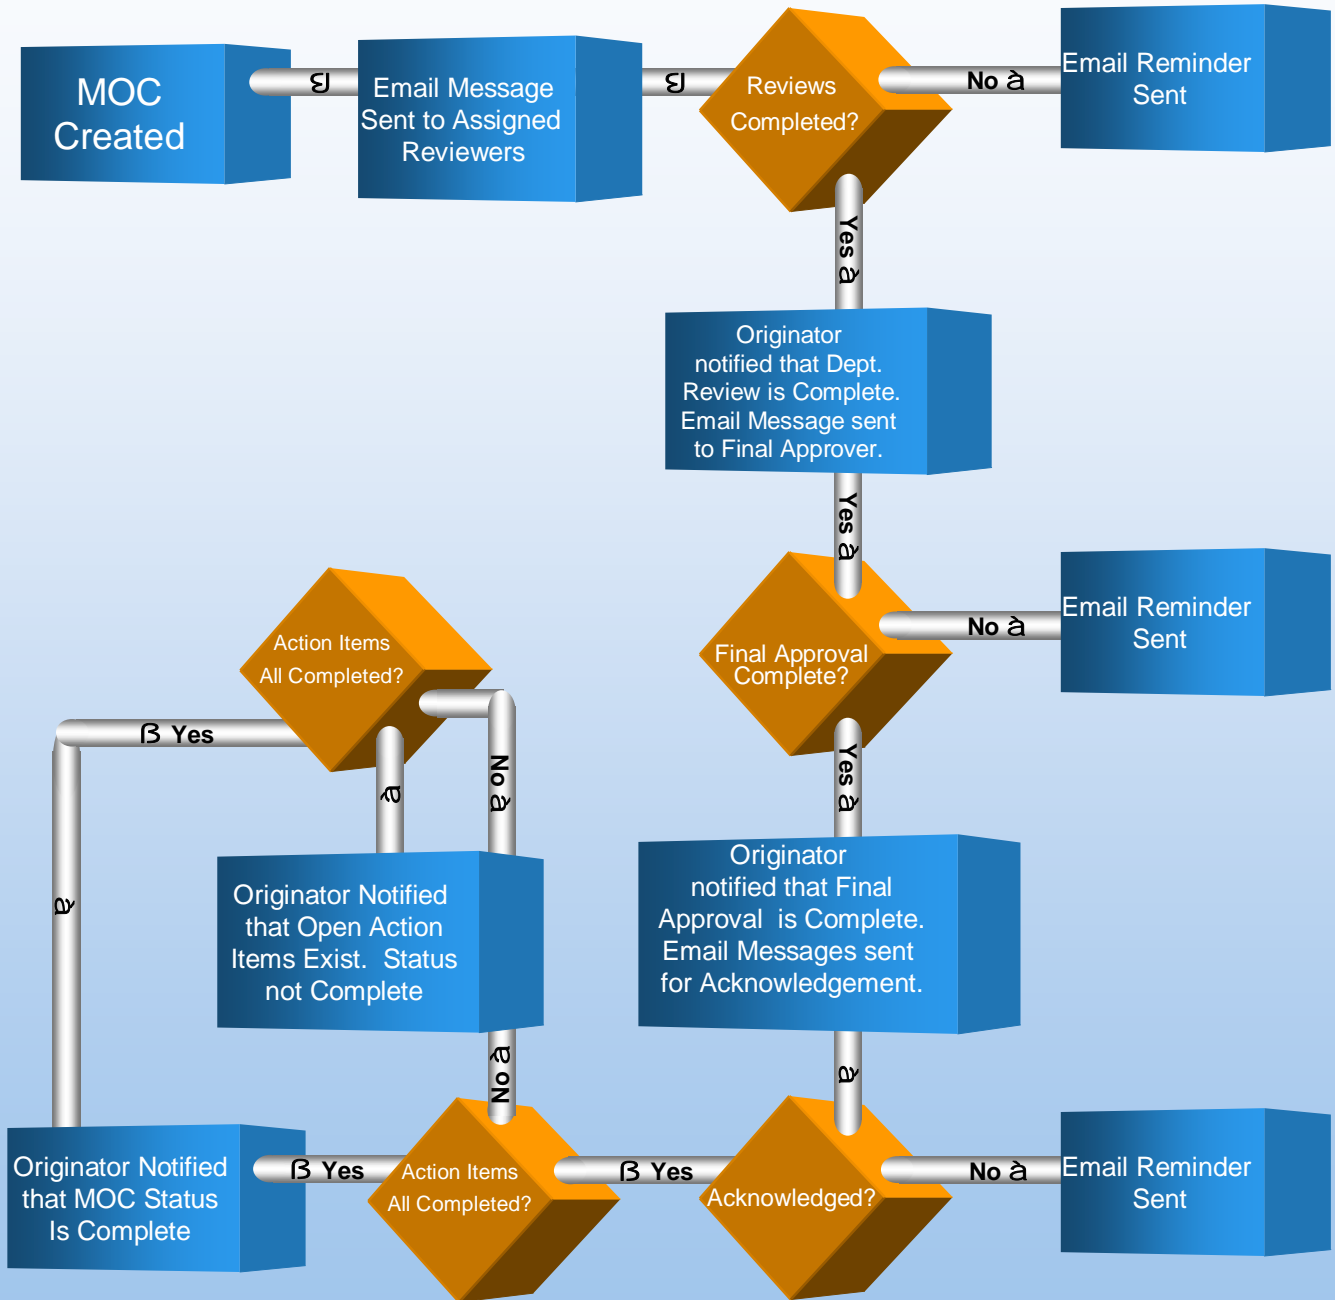 MOC
Created
Email Message
Sent to Assigned
Reviewers
Reviews
Completed?
No à
Email Reminder
Sent
Yes à
Originator
notified that Dept.
Review is Complete.
Email Message sent
to Final Approver.
Yes à
Final Approval
Complete?
No à
Email Reminder
Sent
Yes à
Originator
notified that Final
Approval is Complete.
Email Messages sent
for Acknowledgement.
à
Acknowledged?
No à
Email Reminder
Sent
ß Yes
Action Items
All Completed?
No à
ß Yes
Originator Notified
that Open Action
Items Exist. Status
not Complete
à
Action Items
All Completed?
No à
ß Yes
à
Originator Notified
that MOC Status
Is Complete